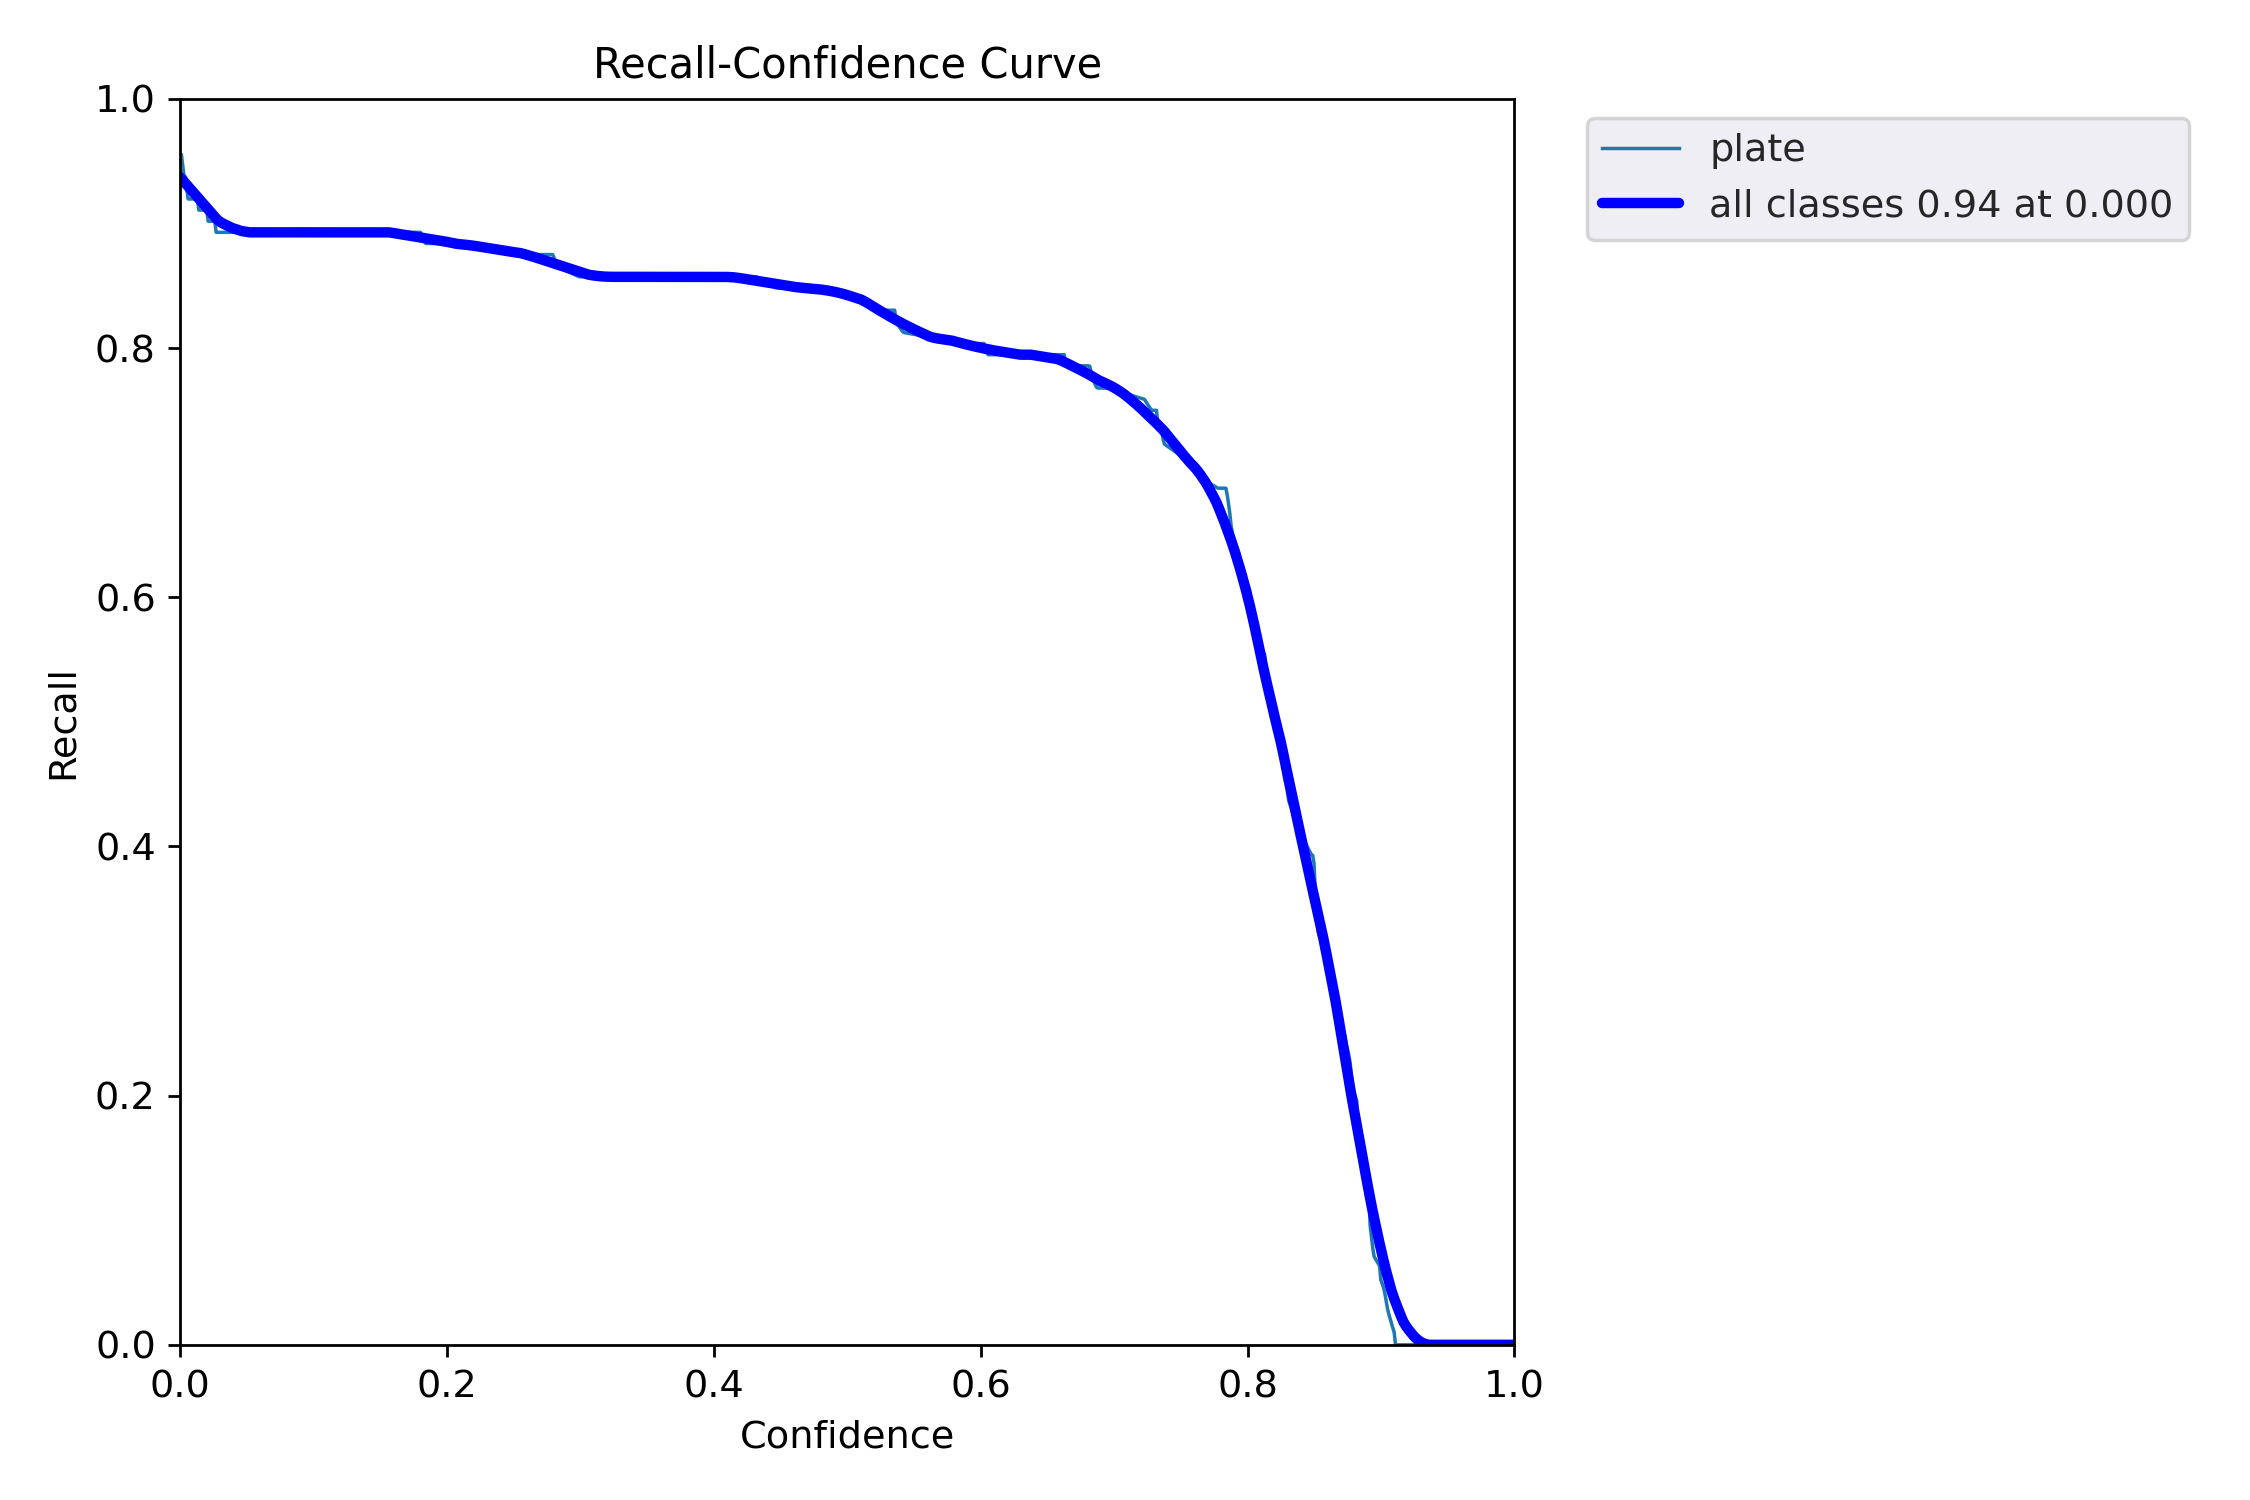 Recall-Confidence Curve
1.0
0.8
0.6
0.4
0.2
0.0
Recall
0.0 0.2 0.4 0.6 0.8 1.0
Confidence
plate
all classes 0.94 at 0.000